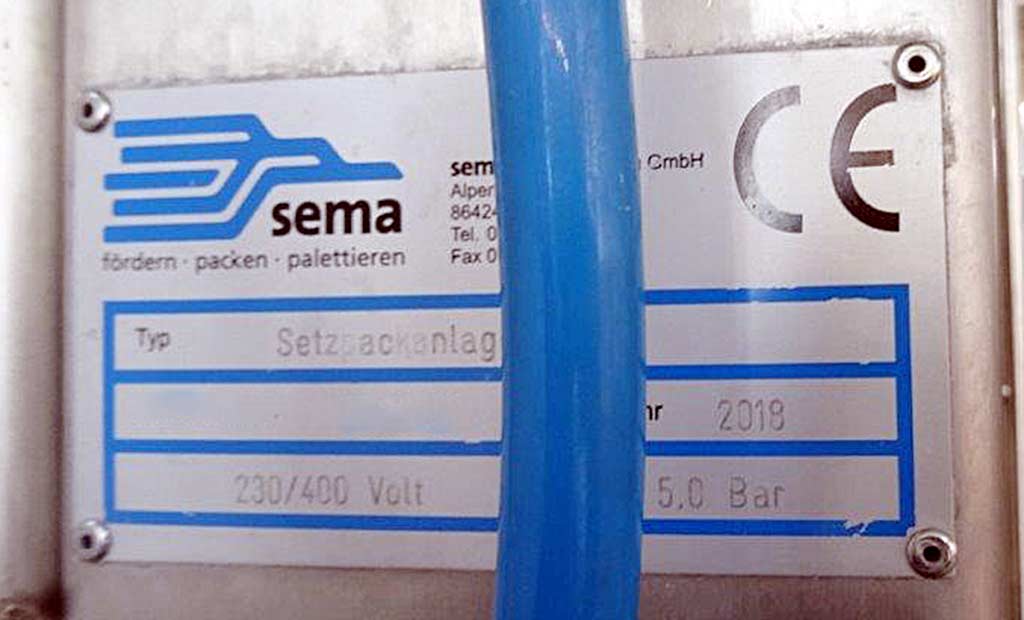 sema
fördern · packen · palettieren
sem
GmbH
Alper
8642
Tel. 0
Fax 0
CE
Typ Setzpackanlag
hr 2018
230/400 Volt 5.0 Bar